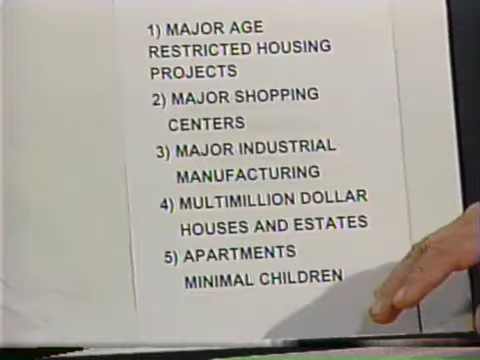 1) MAJOR AGE
RESTRICTED HOUSING
PROJECTS
2) MAJOR SHOPPING
CENTERS
3) MAJOR INDUSTRIAL
MANUFACTURING
4) MULTIMILLION DOLLAR
HOUSES AND ESTATES
5) APARTMENTS
MINIMAL CHILDREN